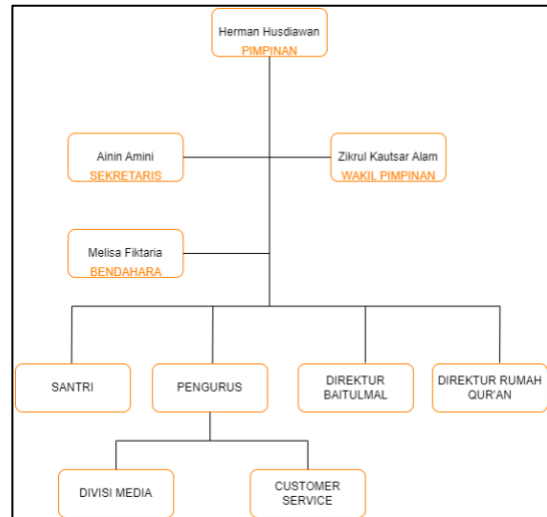 Herman Husdiawan
PIMPINAN
Ainin Amini
SEKRETARIS
Zikrul Kautsar Alam
WAKIL PIMPINAN
Melisa Fiktaria
BENDAHARA
SANTRI
PENGURUS
DIREKTUR
BAITULMAL
DIREKTUR RUMAH
QUR'AN
DIVISI MEDIA
CUSTOMER
SERVICE